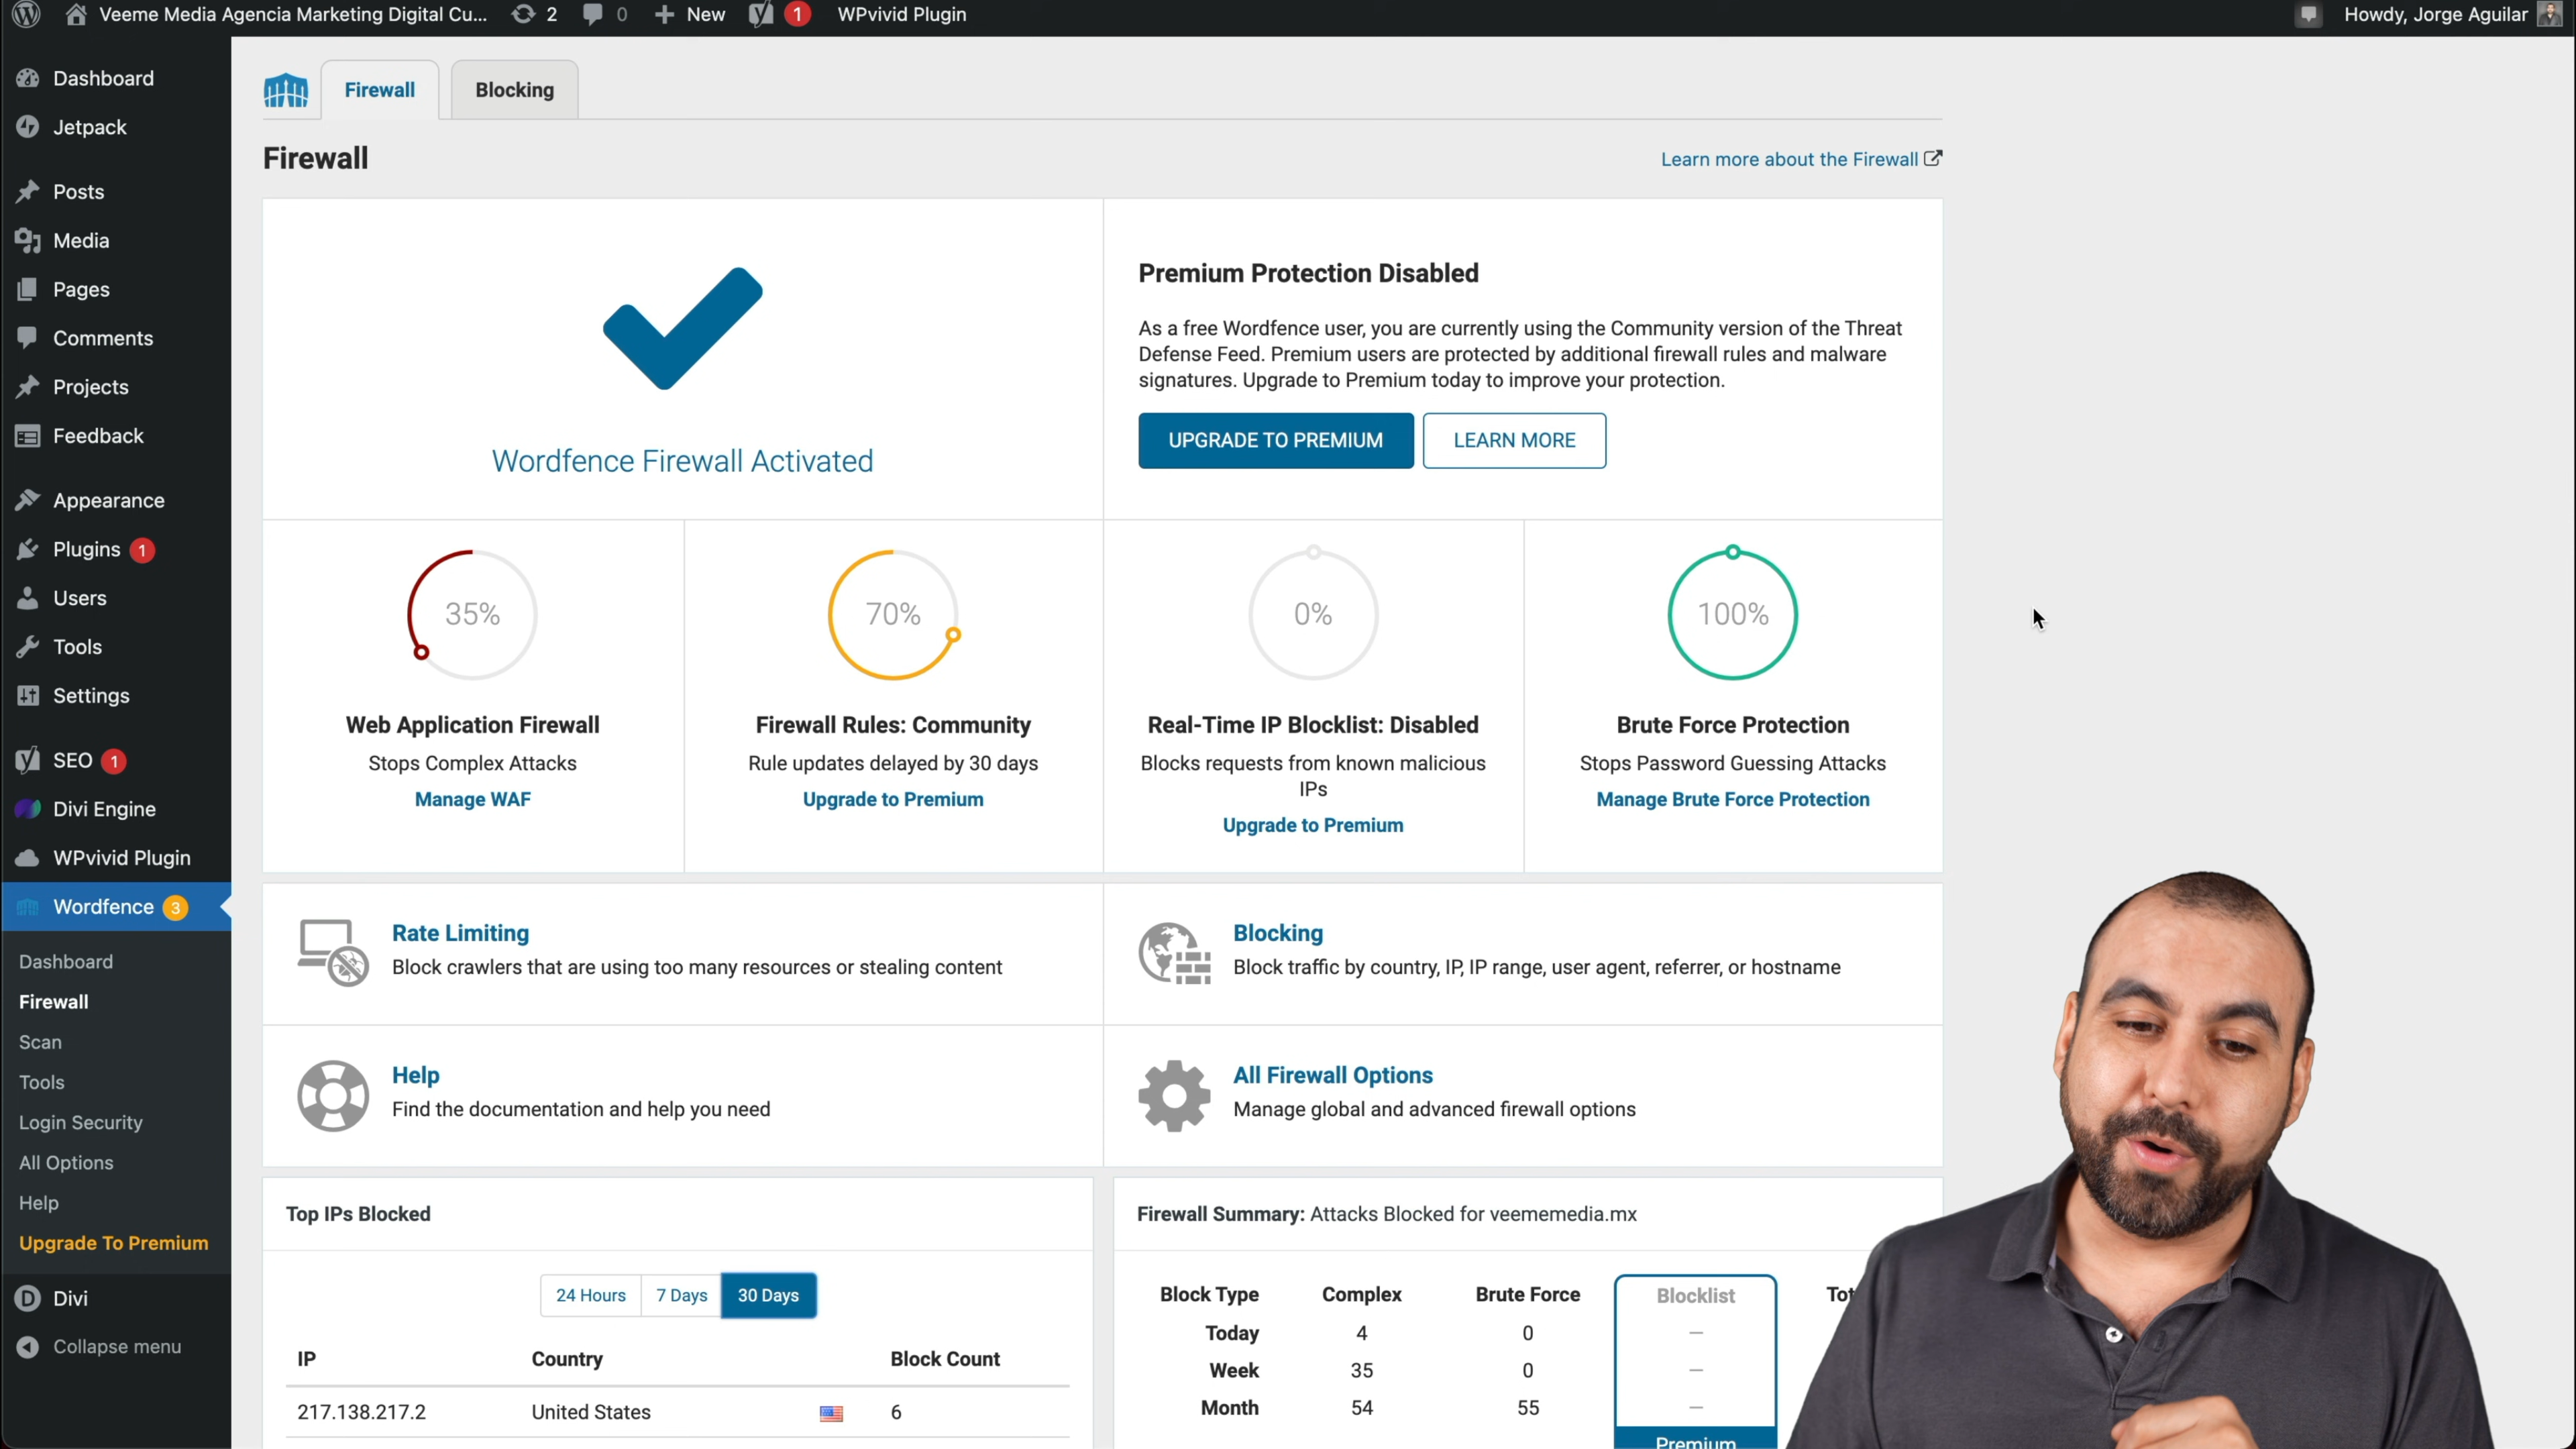 Veeme Media Agencia Marketing Digital Cu... 2 0 New 1 WPvivid Plugin Howdy, Jorge Aguilar
Dashboard
Jetpack
Posts
Media
Pages
Comments
Projects
Feedback
Appearance
Plugins 1
Users
Tools
Settings
SEO 1
Divi Engine
WPvivid Plugin
Wordfence 3
Dashboard
Firewall
Scan
Tools
Login Security
All Options
Help
Upgrade To Premium
Divi
Collapse menu
Firewall Blocking
Firewall
Learn more about the Firewall
Wordfence Firewall Activated
Premium Protection Disabled
As a free Wordfence user, you are currently using the Community version of the Threat
Defense Feed. Premium users are protected by additional firewall rules and malware
signatures. Upgrade to Premium today to improve your protection.
UPGRADE TO PREMIUM LEARN MORE
35%
Web Application Firewall
Stops Complex Attacks
Manage WAF
70%
Firewall Rules: Community
Rule updates delayed by 30 days
Upgrade to Premium
0%
Real-Time IP Blocklist: Disabled
Blocks requests from known malicious
IPs
Upgrade to Premium
100%
Brute Force Protection
Stops Password Guessing Attacks
Manage Brute Force Protection
Rate Limiting
Block crawlers that are using too many resources or stealing content
Blocking
Block traffic by country, IP, IP range, user agent, referrer, or hostname
Help
Find the documentation and help you need
All Firewall Options
Manage global and advanced firewall options
Top IPs Blocked
24 Hours 7 Days 30 Days
IP Country Block Count
217.138.217.2 United States 6
Firewall Summary: Attacks Blocked for veememedia.mx
Block Type Complex Brute Force Blocklist
Today 4 0 –
Week 35 0 –
Month 54 55 –
Premium